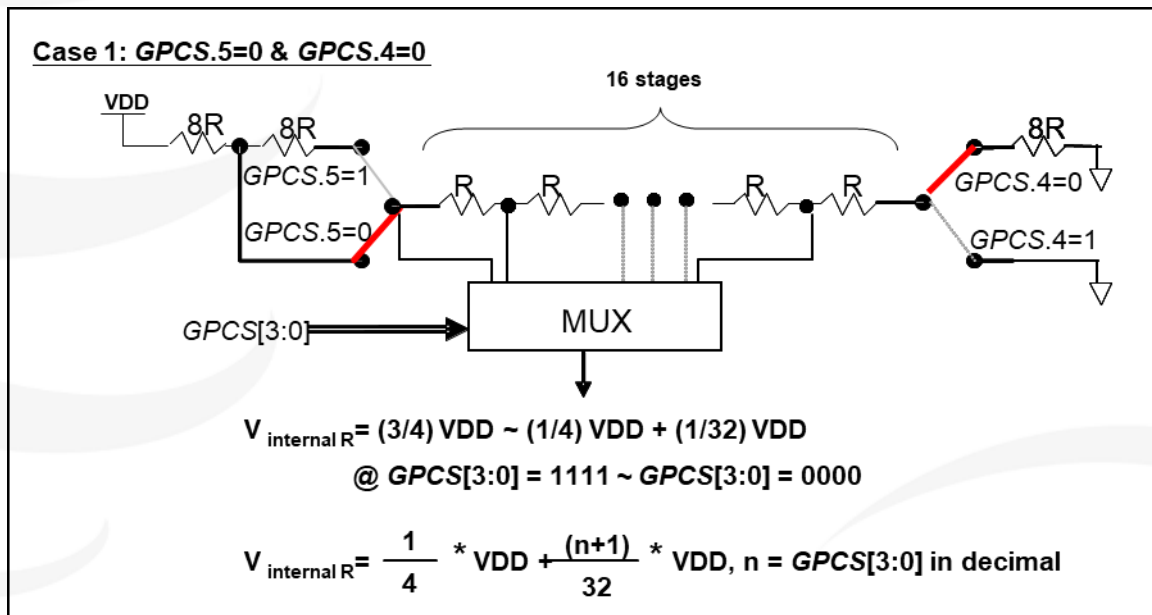 Case 1: GPCS.5=0 & GPCS.4=0
16 stages
VDD
8R
8R
8R
GPCS.5=1
R
R
R
R
GPCS.4=0
GPCS.5=0
GPCS.4=1
GPCS[3:0]
MUX
V internal R= (3/4) VDD ~ (1/4) VDD + (1/32) VDD
@ GPCS[3:0] = 1111 ~ GPCS[3:0] = 0000
V internal R= 1/4 * VDD + (n+1)/32 * VDD, n = GPCS[3:0] in decimal